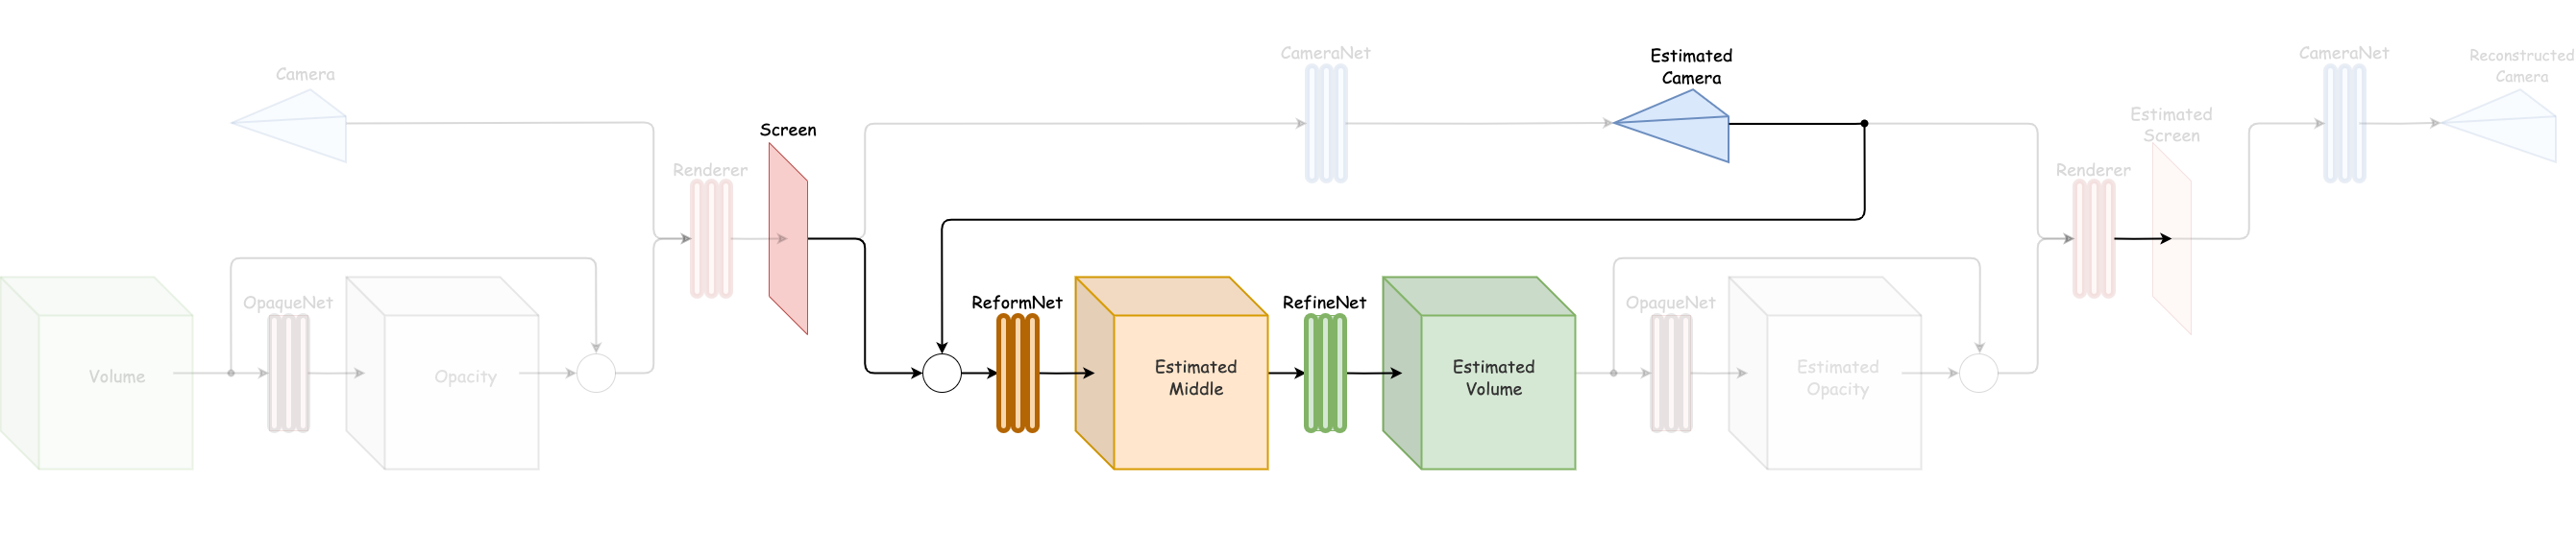 CameraNet
Estimated
Camera
CameraNet
Reconstructed
Camera
Camera
Screen
Estimated
Screen
Renderer
Renderer
OpaqueNet
ReformNet
RefineNet
OpaqueNet
Volume
Opacity
Estimated
Middle
Estimated
Volume
Estimated
Opacity